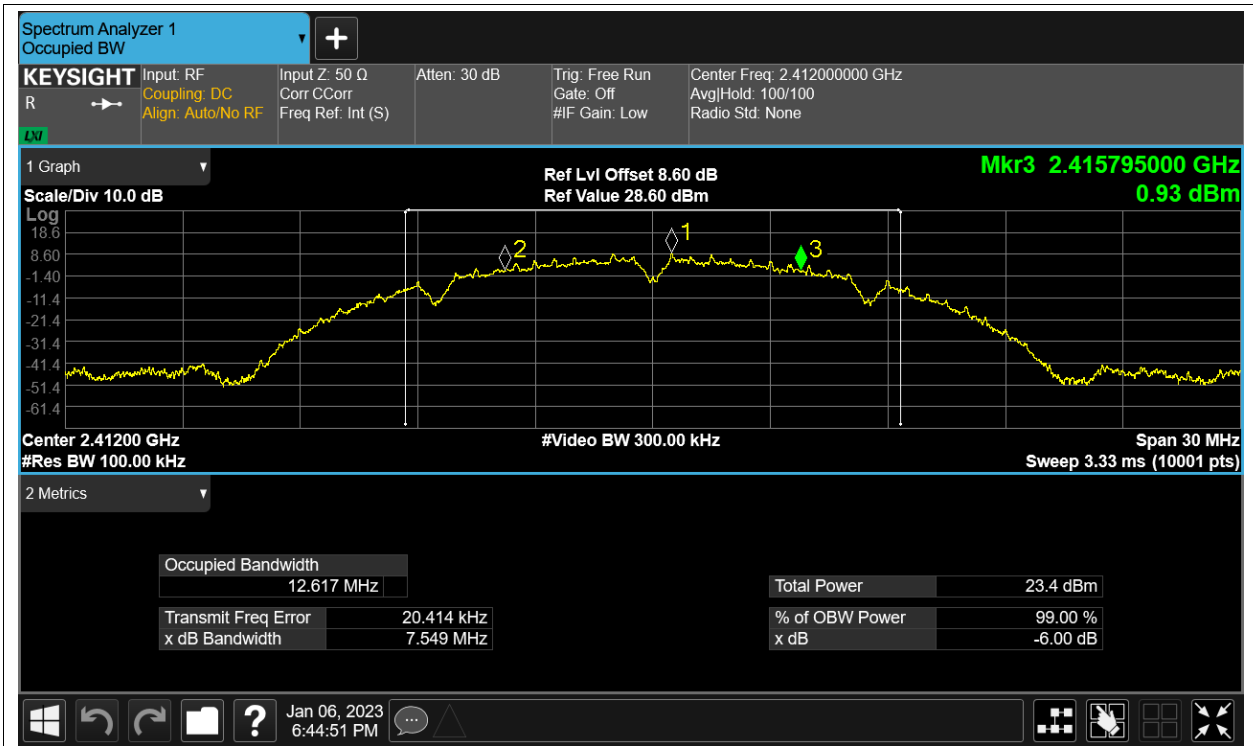 Spectrum Analyzer 1
Occupied BW
KEYSIGHT
R
LXI
Input: RF
Coupling: DC
Align: Auto/No RF
Input Z: 50 Ω
Corr CCorr
Freq Ref: Int (S)
Atten: 30 dB
Trig: Free Run
Gate: Off
#IF Gain: Low
Center Freq: 2.412000000 GHz
Avg|Hold: 100/100
Radio Std: None
1 Graph
Scale/Div 10.0 dB
Ref Lvl Offset 8.60 dB
Ref Value 28.60 dBm
Mkr3 2.415795000 GHz
0.93 dBm
Log
18.6
8.60
-1.40
-11.4
-21.4
-31.4
-41.4
-51.4
-61.4
2
1
3
Center 2.41200 GHz
#Res BW 100.00 kHz
#Video BW 300.00 kHz
Span 30 MHz
Sweep 3.33 ms (10001 pts)
2 Metrics
Occupied Bandwidth
12.617 MHz
Transmit Freq Error 20.414 kHz
x dB Bandwidth 7.549 MHz
Total Power 23.4 dBm
% of OBW Power 99.00 %
x dB -6.00 dB
?
Jan 06, 2023
6:44:51 PM